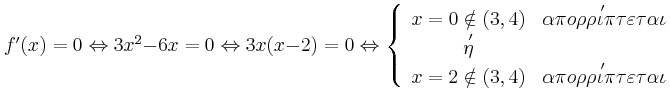 f′(x) = 0 ⇔ 3x² − 6x = 0 ⇔ 3x(x−2) = 0 ⇔ { x = 0 ∉ (3, 4) απορρίπτεται
ή
x = 2 ∉ (3, 4) απορρίπτεται